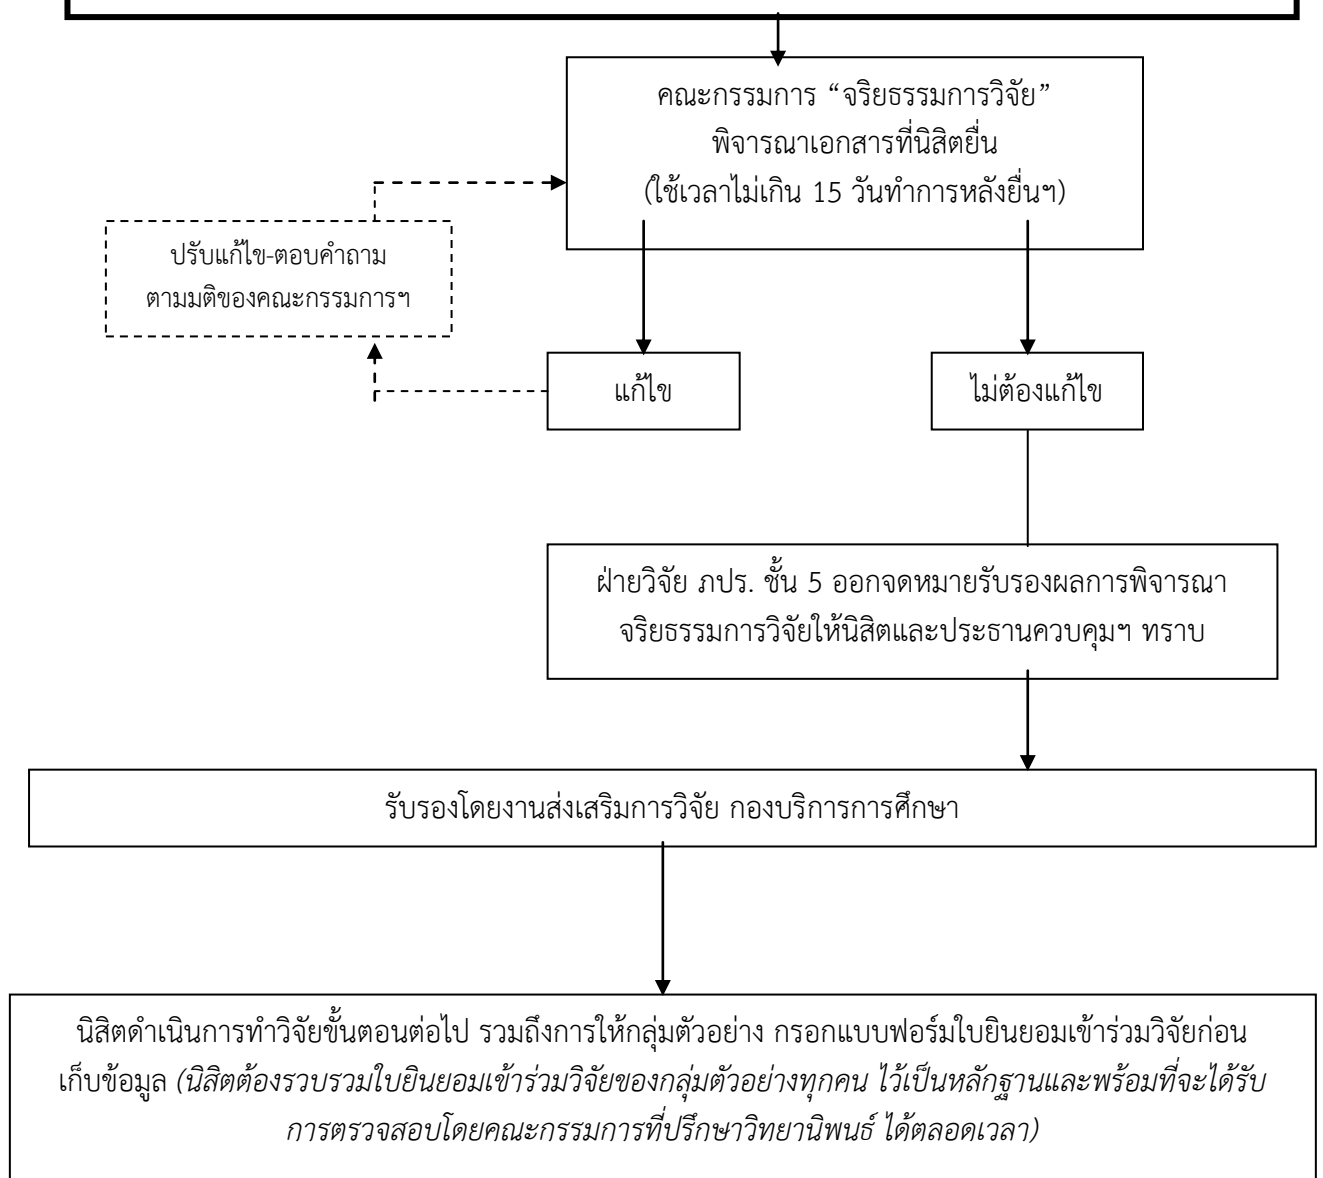 คณะกรรมการ “จริยธรรมการวิจัย”
พิจารณาเอกสารที่นิสิตยื่น
(ใช้เวลาไม่เกิน 15 วันทำการหลังยื่นฯ)
ปรับแก้ไข-ตอบคำถาม
ตามมติของคณะกรรมการฯ
แก้ไข
ไม่ต้องแก้ไข
ฝ่ายวิจัย ภปร. ชั้น 5 ออกจดหมายรับรองผลการพิจารณา
จริยธรรมการวิจัยให้นิสิตและประธานควบคุมฯ ทราบ
รับรองโดยงานส่งเสริมการวิจัย กองบริการการศึกษา
นิสิตดำเนินการทำวิจัยขั้นตอนต่อไป รวมถึงการให้กลุ่มตัวอย่าง กรอกแบบฟอร์มใบยินยอมเข้าร่วมวิจัยก่อน
เก็บข้อมูล (นิสิตต้องรวบรวมใบยินยอมเข้าร่วมวิจัยของกลุ่มตัวอย่างทุกคน ไว้เป็นหลักฐานและพร้อมที่จะได้รับ
การตรวจสอบโดยคณะกรรมการที่ปรึกษาวิทยานิพนธ์ ได้ตลอดเวลา)